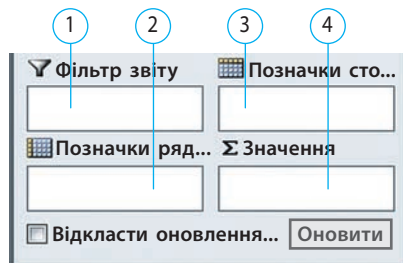 1 2 3 4
Фільтр звіту Позначки сто...
Позначки ряд... Σ Значення
Відкласти оновлення... Оновити